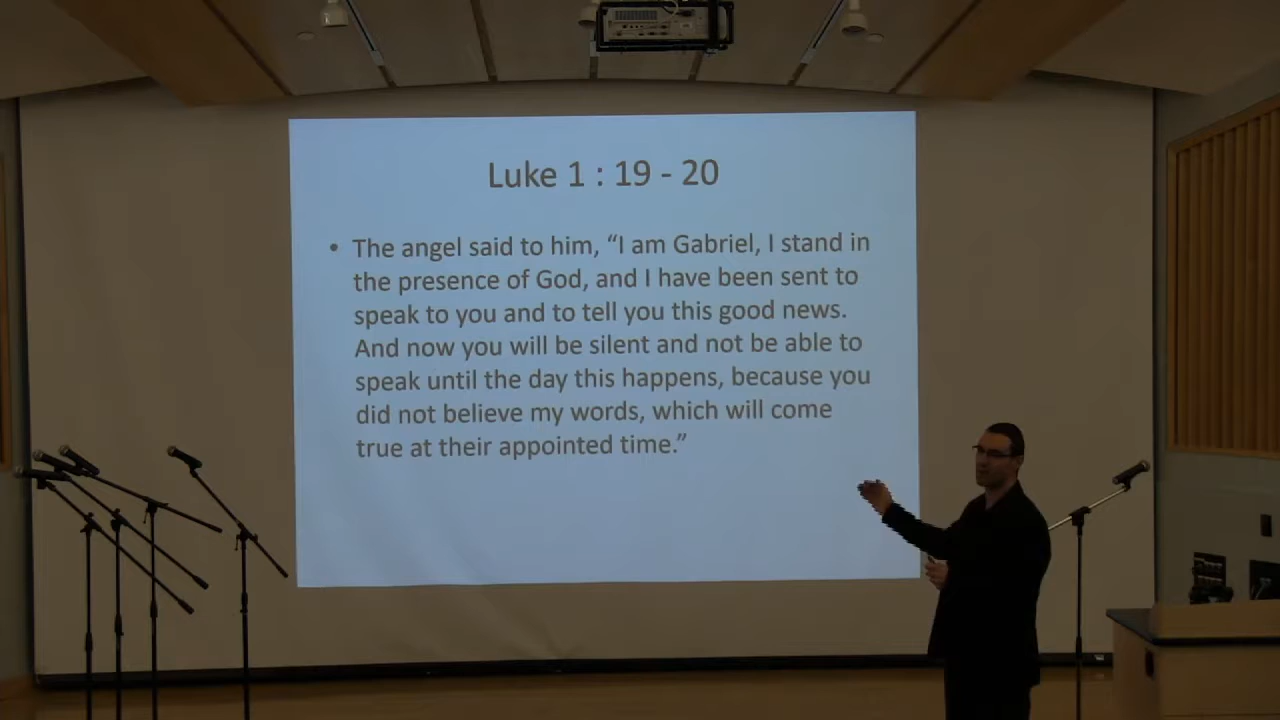 Luke 1 : 19 - 20
• The angel said to him, “I am Gabriel, I stand in
the presence of God, and I have been sent to
speak to you and to tell you this good news.
And now you will be silent and not be able to
speak until the day this happens, because you
did not believe my words, which will come
true at their appointed time.”